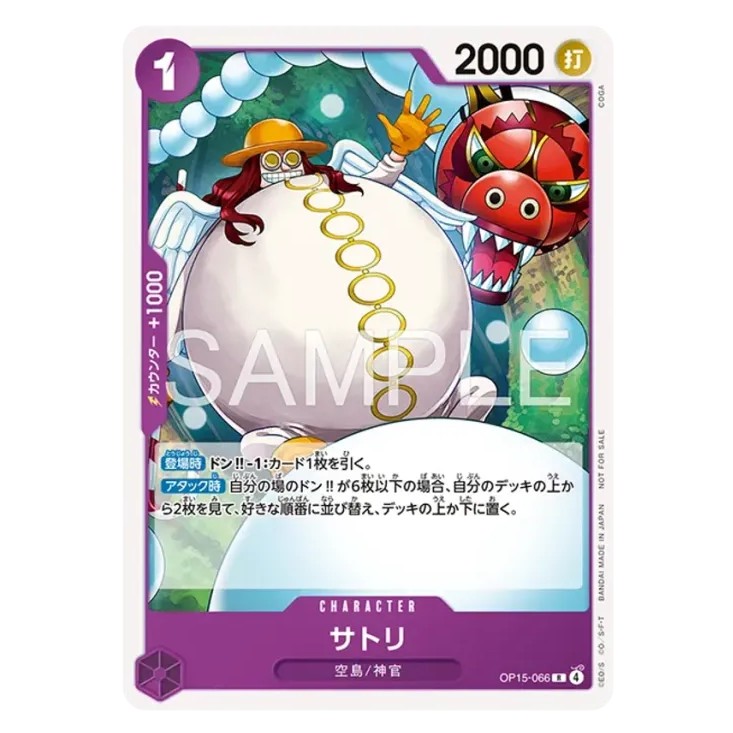 1
2000
打
COGA
カウンター +1000
SAMPLE
登場時 ドン!!-1:カード1枚を引く。
アタック時 自分の場のドン!!が6枚以下の場合、自分のデッキの上か
ら2枚を見て、好きな順番に並び替え、デッキの上か下に置く。
CHARACTER
サトリ
空島/神官
OP15-066 R 4
©E.O/S ©O/S・F・T BANDAI MADE IN JAPAN NOT FOR SALE